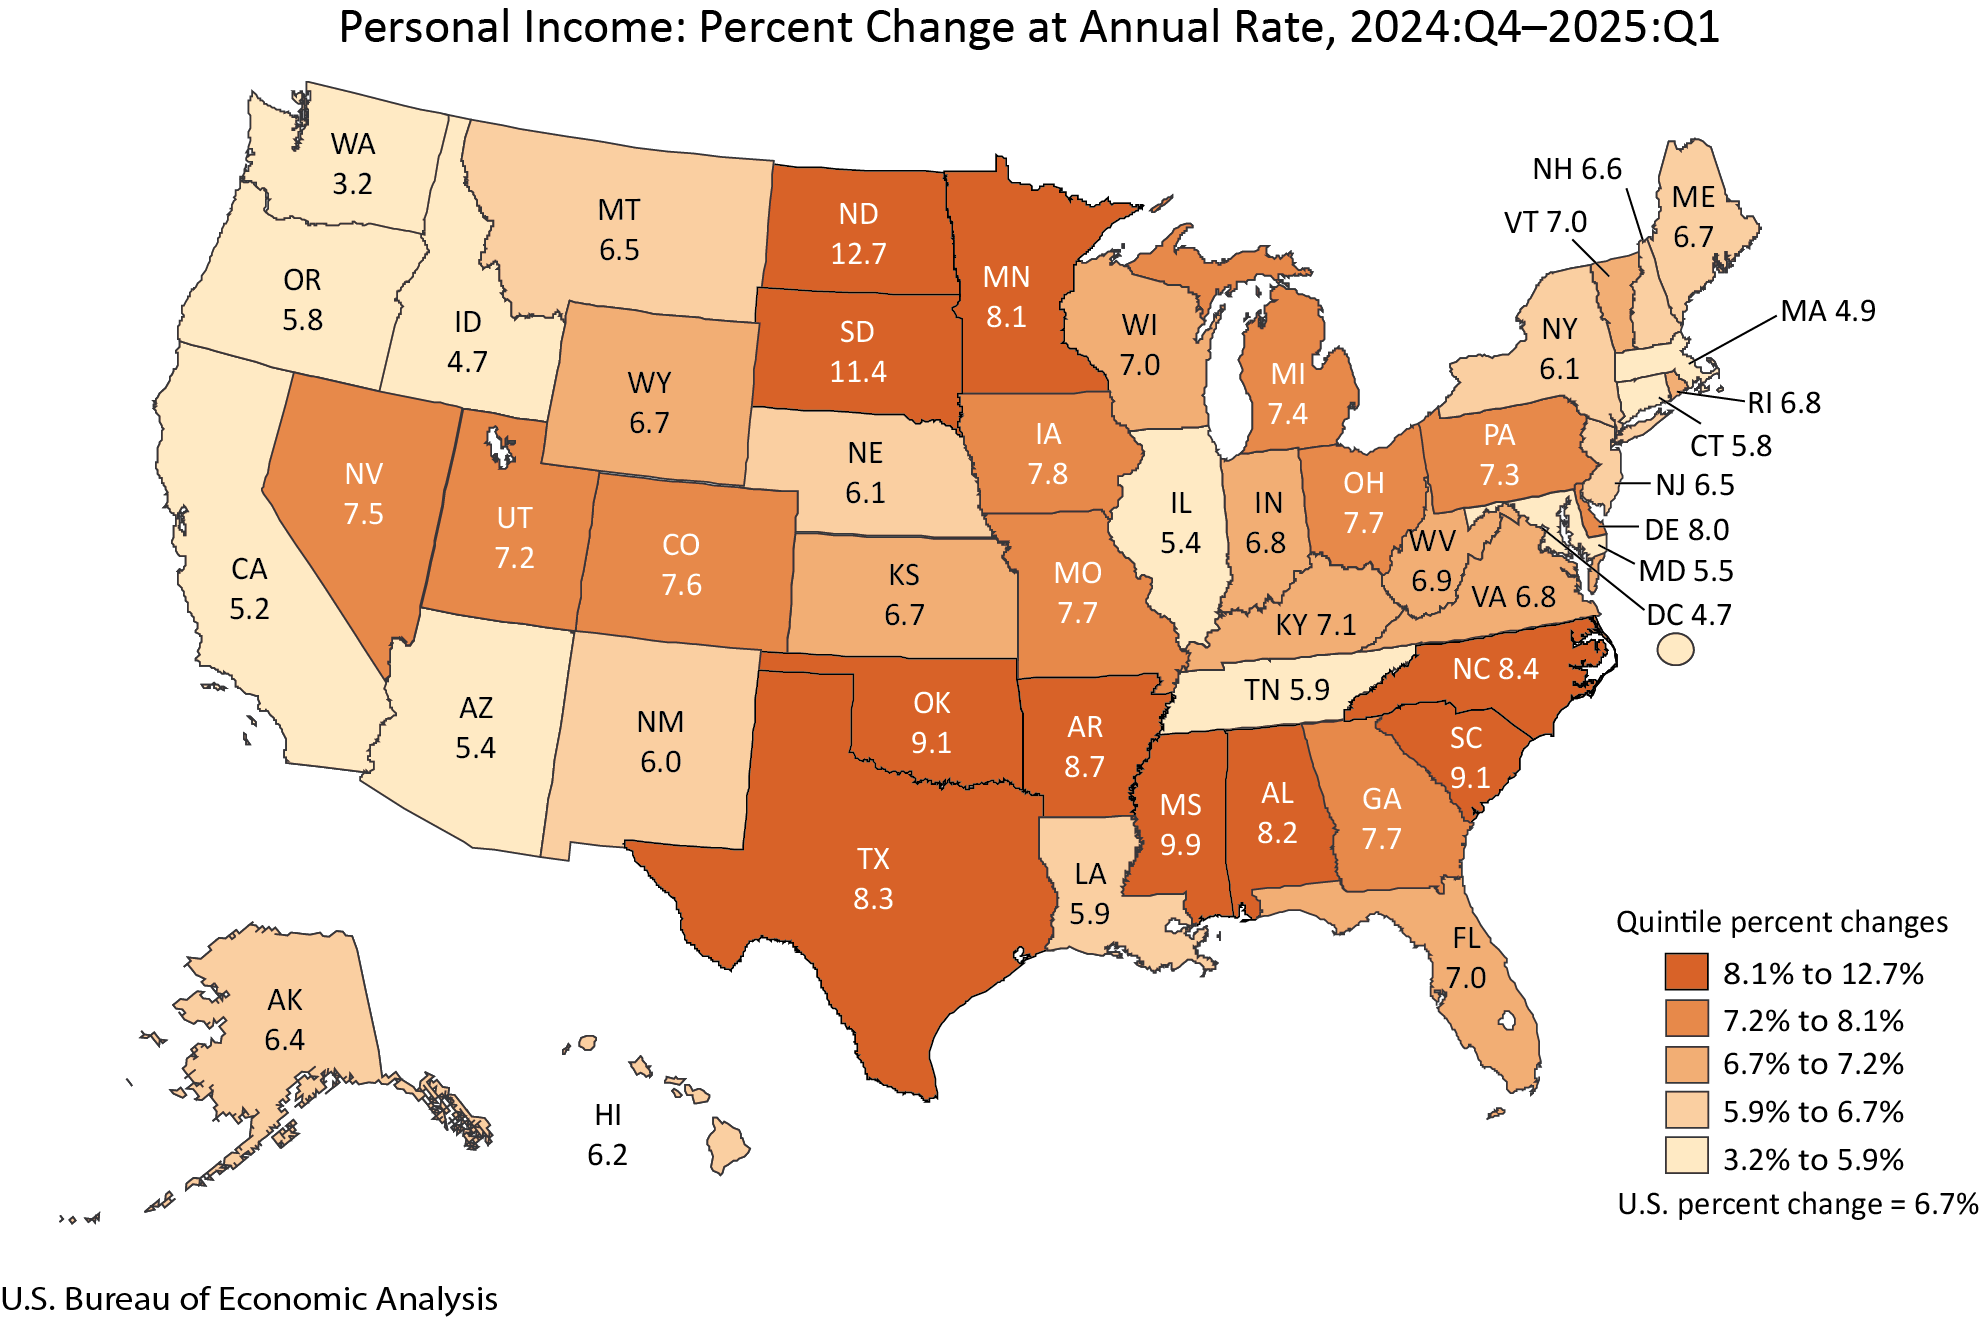 Personal Income: Percent Change at Annual Rate, 2024:Q4–2025:Q1
WA
3.2
OR
5.8
ID
4.7
MT
6.5
WY
6.7
ND
12.7
SD
11.4
MN
8.1
WI
7.0
MI
7.4
NH 6.6
VT 7.0
ME
6.7
NY
6.1
MA 4.9
RI 6.8
CT 5.8
NJ 6.5
DE 8.0
MD 5.5
DC 4.7
PA
7.3
NV
7.5
UT
7.2
CO
7.6
NE
6.1
IA
7.8
IL
5.4
IN
6.8
OH
7.7
WV
6.9
VA 6.8
CA
5.2
KS
6.7
MO
7.7
KY 7.1
TN 5.9
NC 8.4
SC
9.1
AZ
5.4
NM
6.0
OK
9.1
AR
8.7
MS
9.9
AL
8.2
GA
7.7
TX
8.3
LA
5.9
FL
7.0
AK
6.4
HI
6.2
Quintile percent changes
8.1% to 12.7%
7.2% to 8.1%
6.7% to 7.2%
5.9% to 6.7%
3.2% to 5.9%
U.S. percent change = 6.7%
U.S. Bureau of Economic Analysis